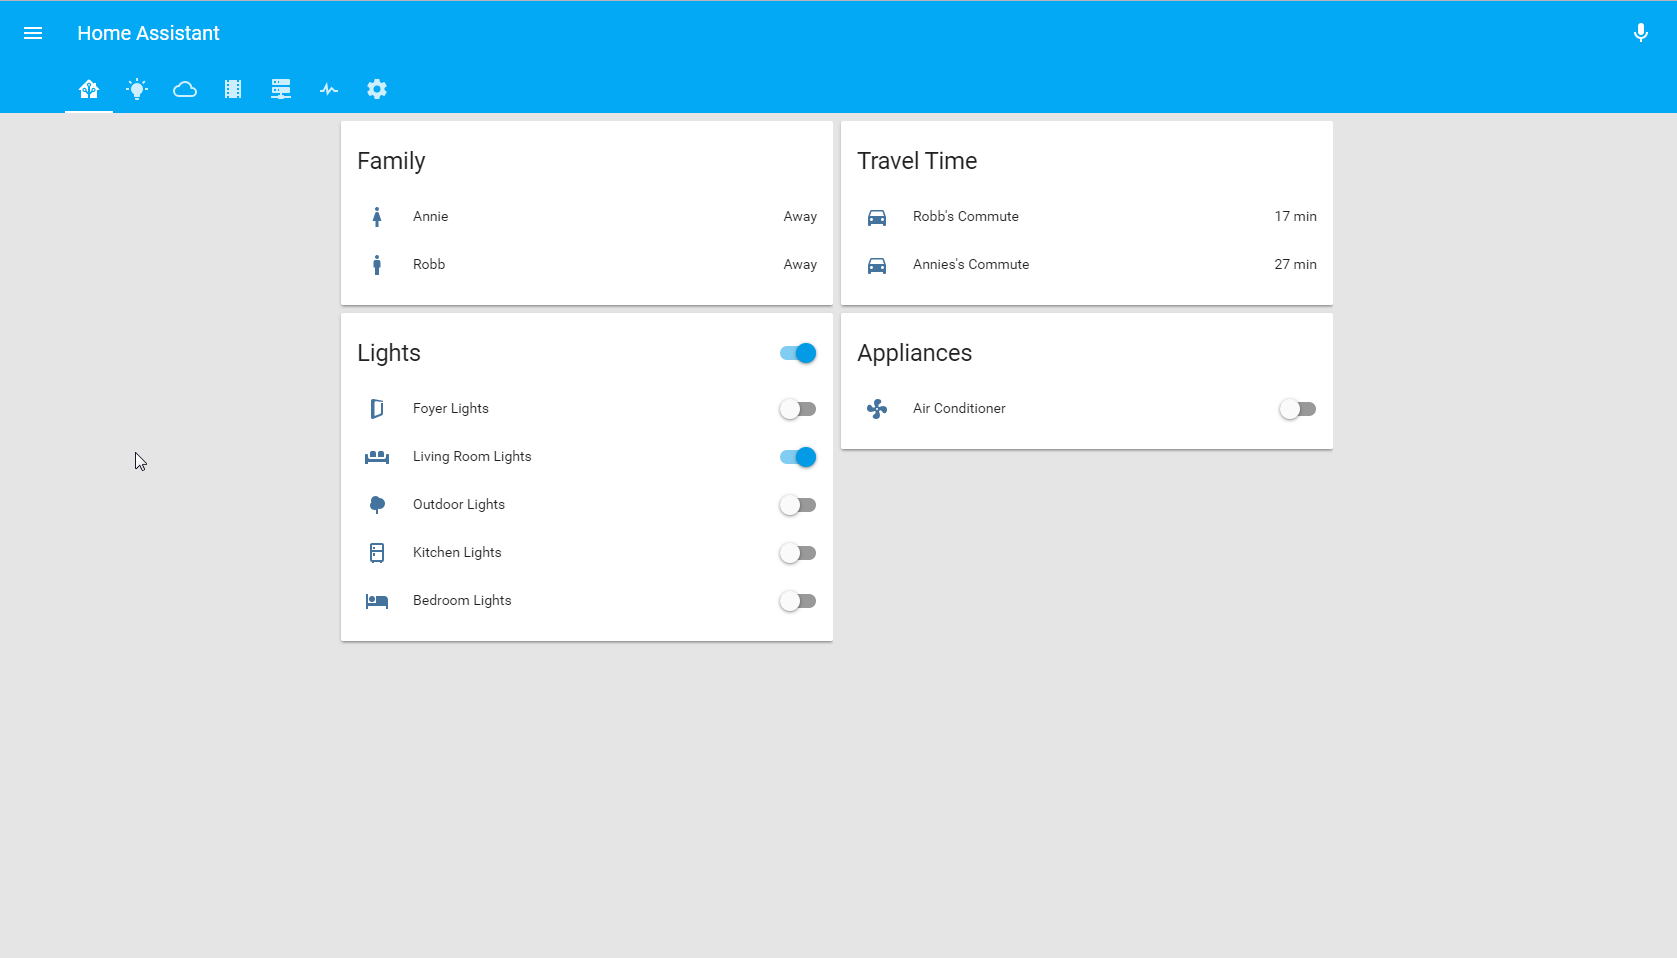 Home Assistant
Family
Annie Away
Robb Away
Travel Time
Robb's Commute 17 min
Annies's Commute 27 min
Lights
Foyer Lights
Living Room Lights
Outdoor Lights
Kitchen Lights
Bedroom Lights
Appliances
Air Conditioner